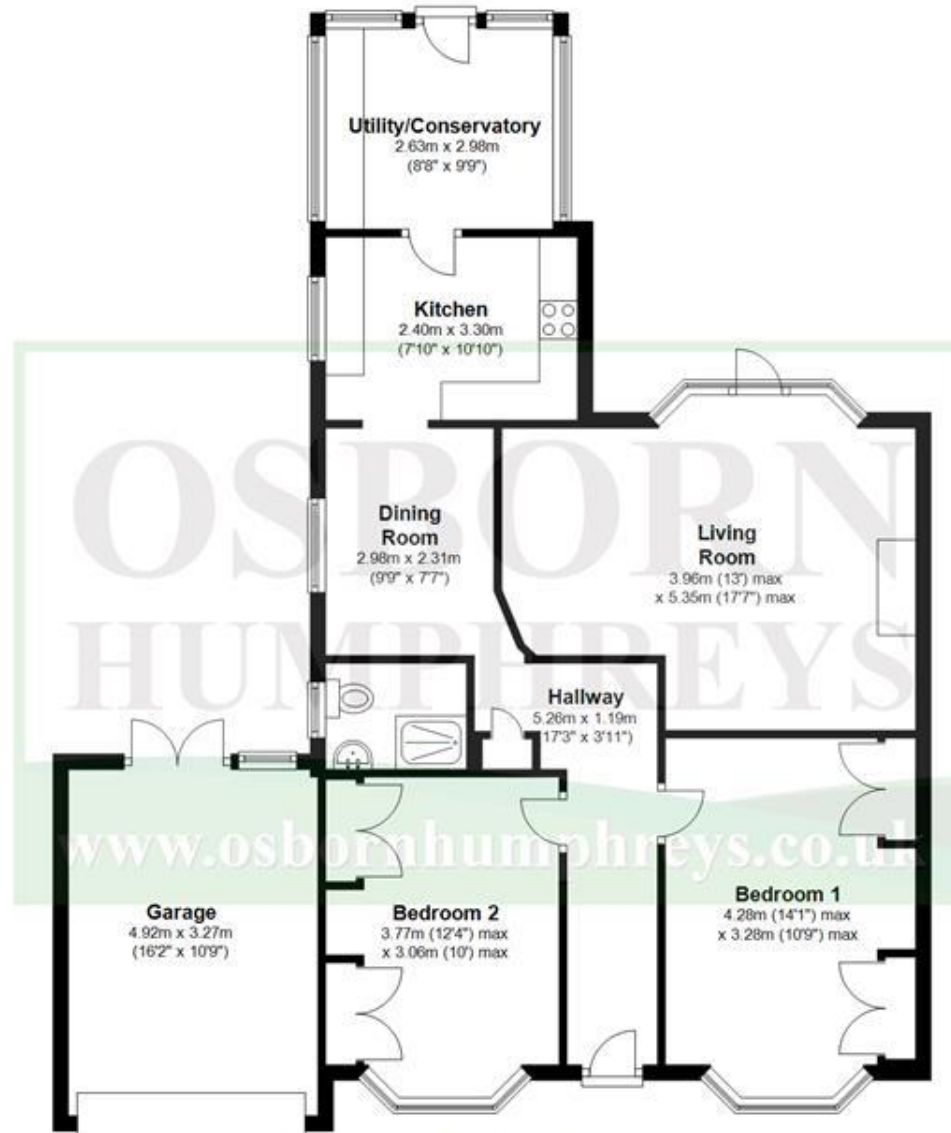 Utility/Conservatory
2.63m x 2.98m
(8'8" x 9'9")
Kitchen
2.40m x 3.30m
(7'10" x 10'10")
OSBORN
HUMPHREYS
Dining
Room
2.98m x 2.31m
(9'9" x 7'7")
Living
Room
3.96m (13') max
x 5.35m (17'7") max
Hallway
5.26m x 1.19m
(17'3" x 3'11")
www.osbornhumphreys.co.uk
Garage
4.92m x 3.27m
(16'2" x 10'9")
Bedroom 2
3.77m (12'4") max
x 3.06m (10') max
Bedroom 1
4.28m (14'1") max
x 3.28m (10'9") max